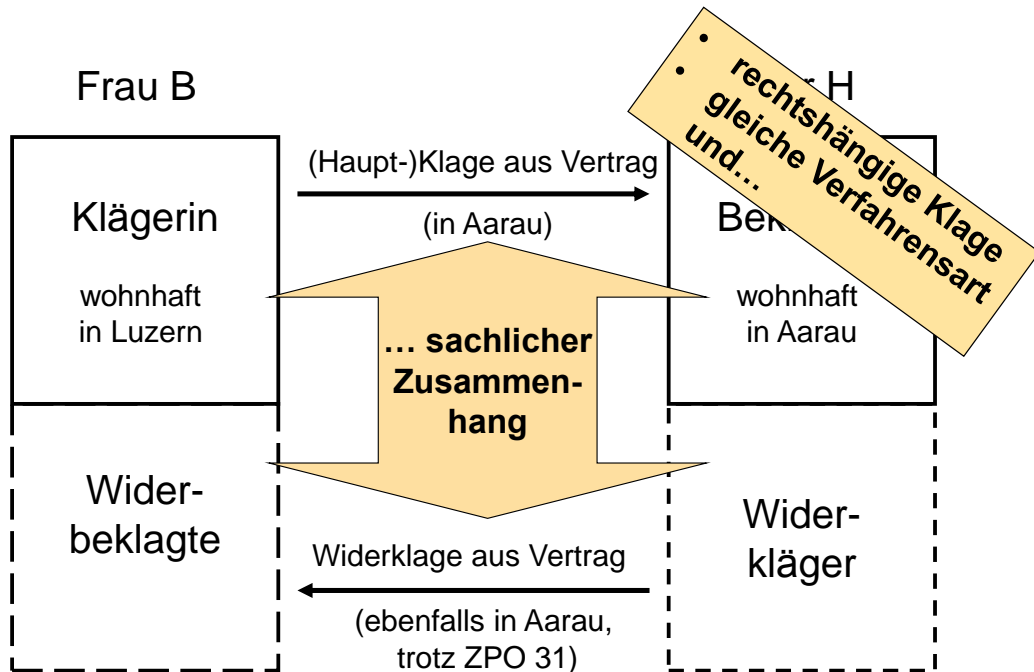 Frau B
H
(Haupt-)Klage aus Vertrag
(in Aarau)
Klägerin
wohnhaft
in Luzern
• rechtshängige Klage
• gleiche Verfahrensart
und...
wohnhaft
in Aarau
... sachlicher
Zusammen-
hang
Wider-
beklagte
Wider-
kläger
Widerklage aus Vertrag
(ebenfalls in Aarau,
trotz ZPO 31)